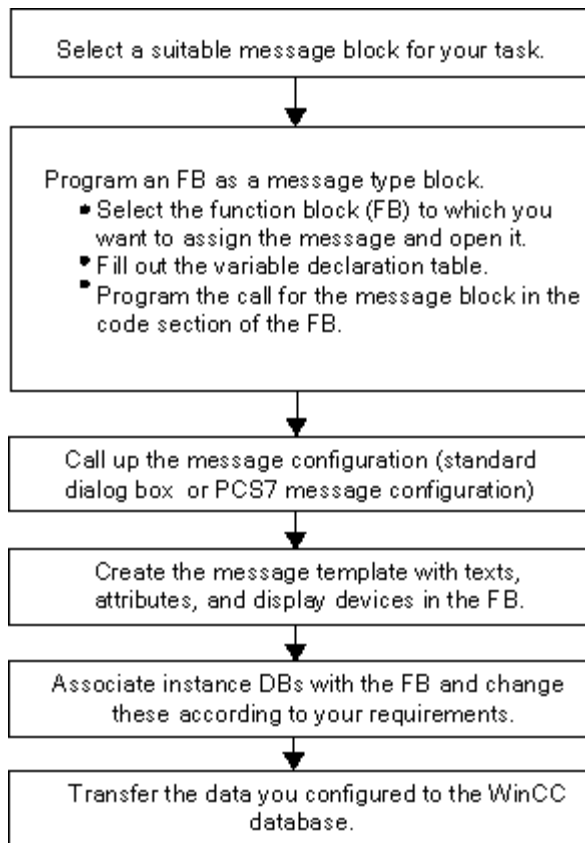 Select a suitable message block for your task.
Program an FB as a message type block.
• Select the function block (FB) to which you
want to assign the message and open it.
• Fill out the variable declaration table.
• Program the call for the message block in the
code section of the FB.
Call up the message configuration (standard
dialog box or PCS7 message configuration)
Create the message template with texts,
attributes, and display devices in the FB.
Associate instance DBs with the FB and change
these according to your requirements.
Transfer the data you configured to the WinCC
database.